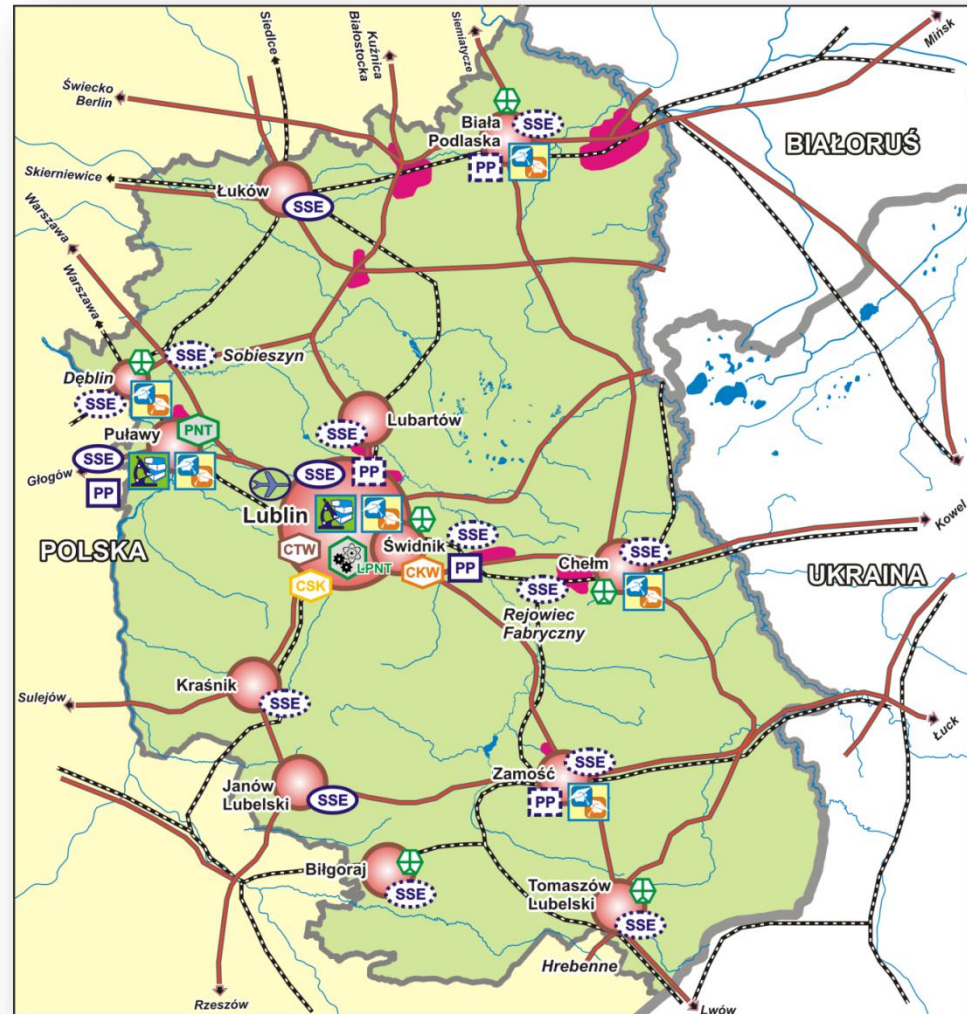 Siedlce
Kuźnica
Białostocka
Siemiatycze
Mińsk
Świecko
Berlin
Biała
Podlaska
SSE
PP
BIAŁORUŚ
Skierniewice
Łuków
SSE
Warszawa
Warszawa
SSE
Sobieszyn
Dęblin
SSE
Lubartów
SSE
Puławy
PNT
SSE
Głogów
PP
SSE
PP
Lublin
SSE
Kowel
POLSKA
CTW
LPNT
Świdnik
CKW
PP
CSK
SSE
Chełm
UKRAINA
SSE
Rejowiec
Fabryczny
Kraśnik
SSE
Sulejów
Łuck
Zamość
SSE
PP
Janów
Lubelski
SSE
Biłgoraj
SSE
Tomaszów
Lubelski
SSE
Hrebenne
Rzeszów
Lwów